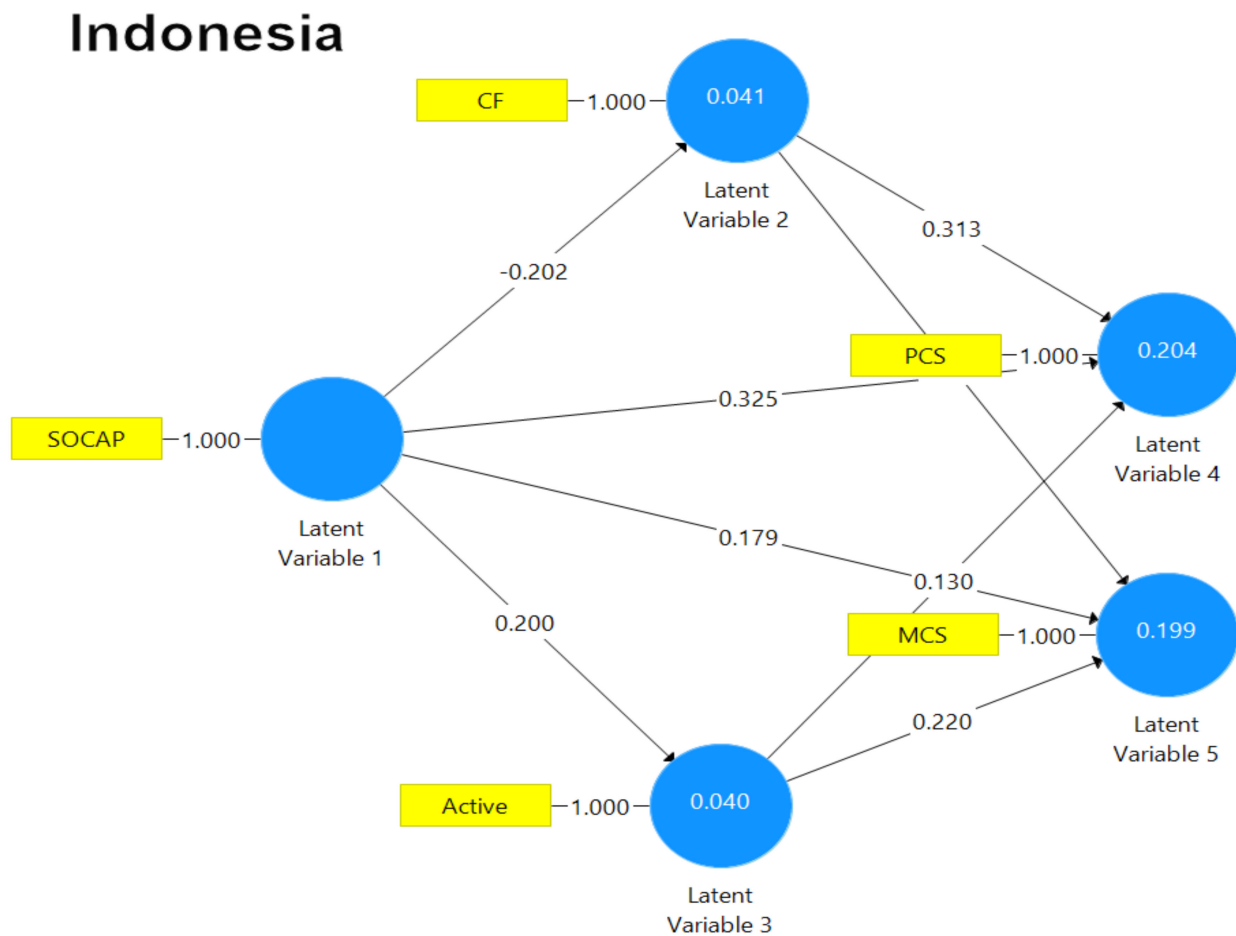 Indonesia
CF
1.000
0.041
Latent
Variable 2
0.313
-0.202
PCS
1.000
0.204
0.325
Latent
Variable 4
SOCAP
1.000
Latent
Variable 1
0.179
0.130
MCS
1.000
0.199
0.200
0.220
Latent
Variable 5
Active
1.000
0.040
Latent
Variable 3